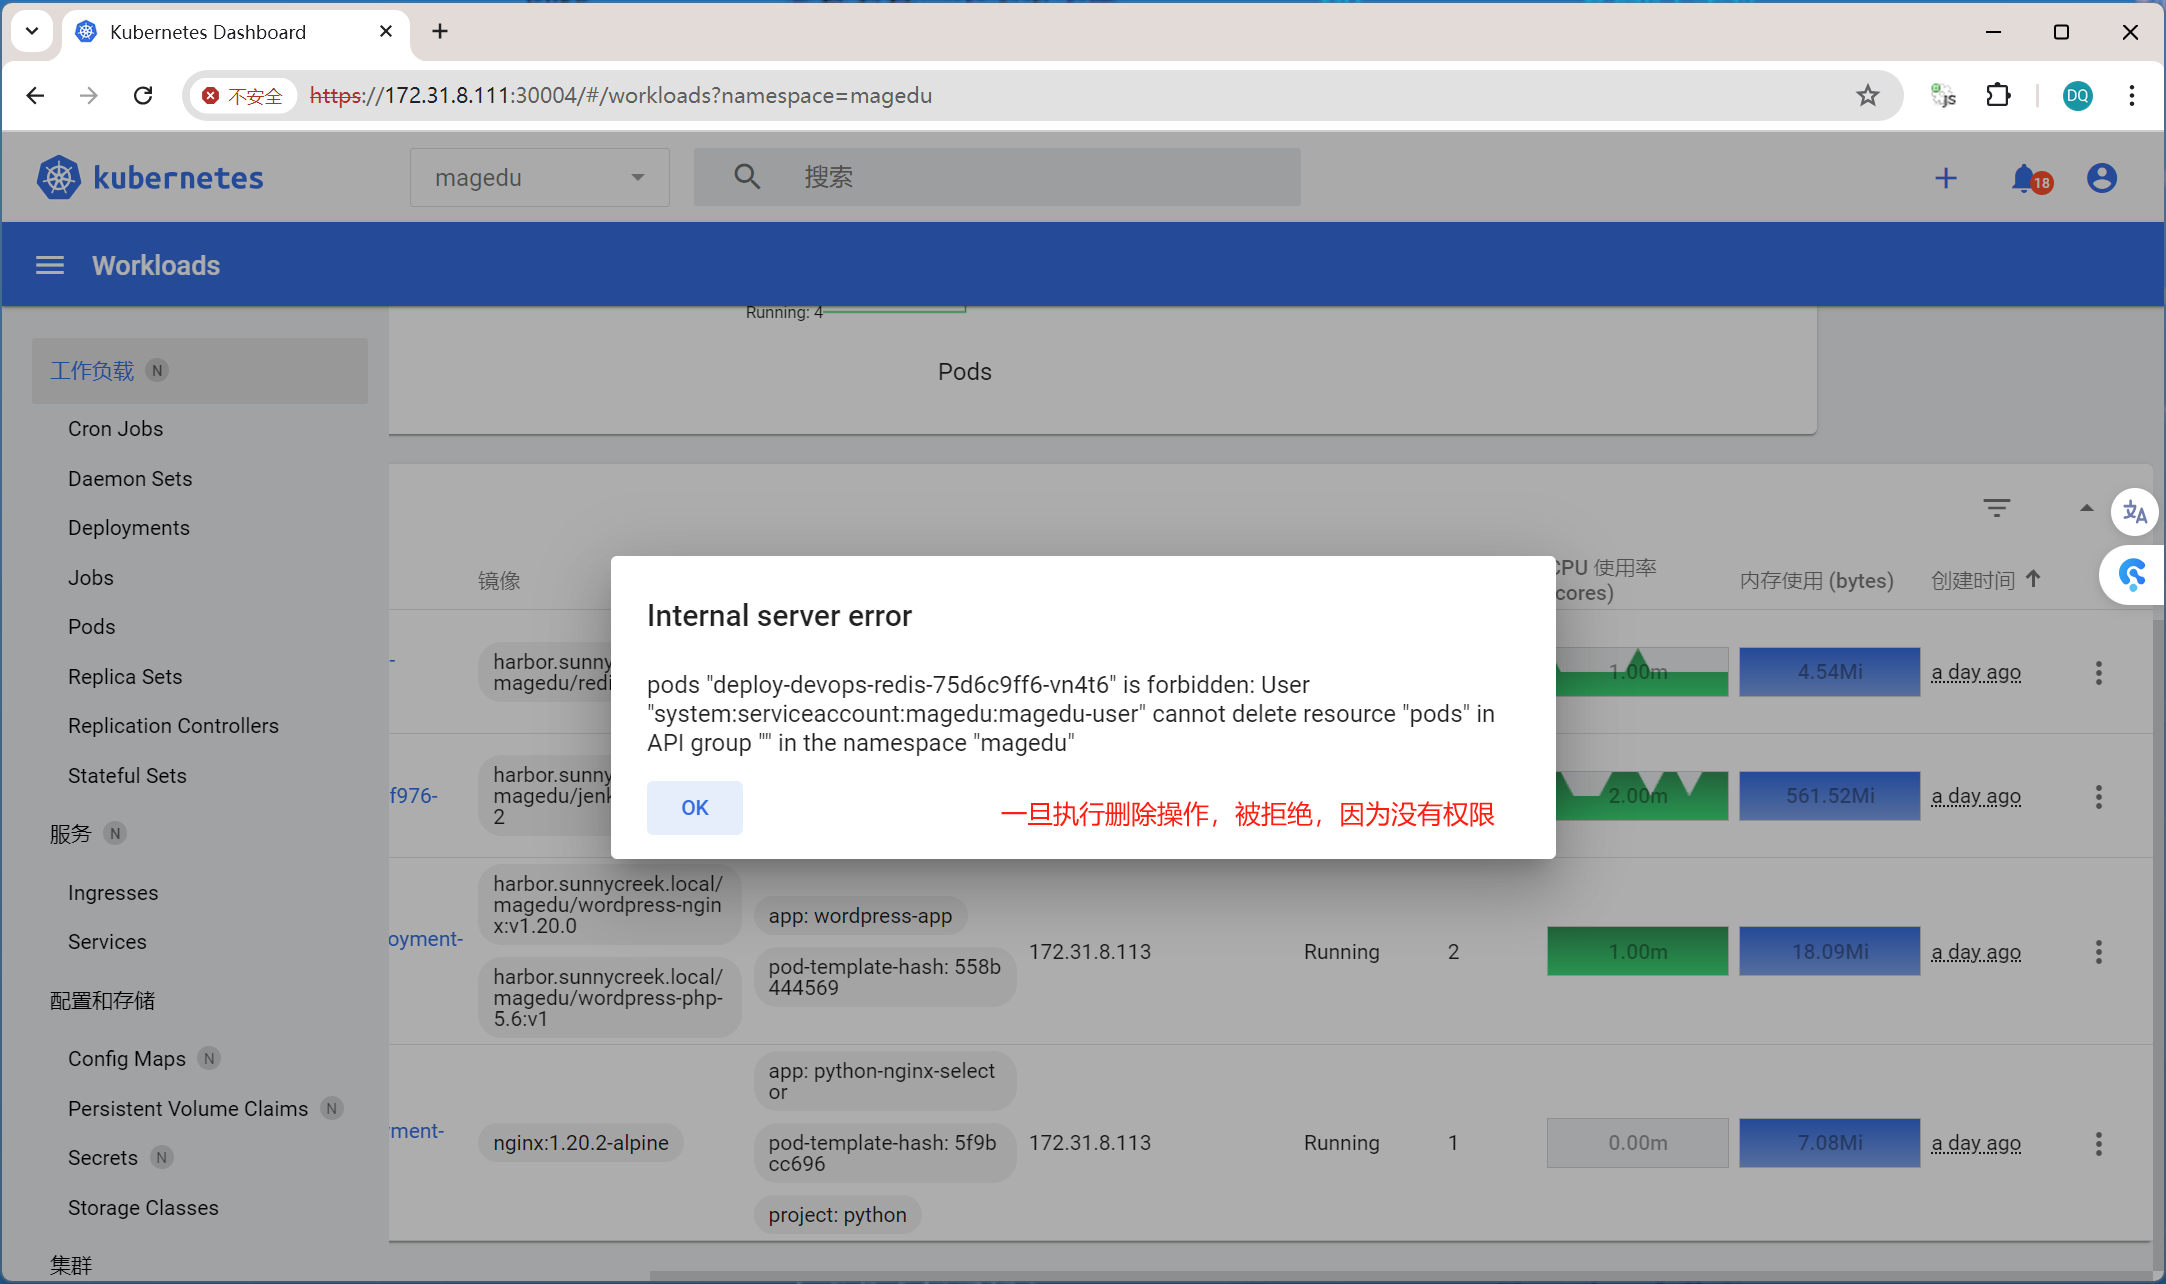 Kubernetes Dashboard
不安全
https://172.31.8.111:30004/#/workloads?namespace=magedu
JS
DQ
kubernetes
magedu
搜索
18
Workloads
Running: 4
Pods
工作负载 N
Cron Jobs
Daemon Sets
Deployments
Jobs
Pods
Replica Sets
Replication Controllers
Stateful Sets
服务 N
Ingresses
Services
配置和存储
Config Maps N
Persistent Volume Claims N
Secrets N
Storage Classes
集群
镜像
CPU 使用率
cores)
内存使用 (bytes)
创建时间
Internal server error
pods "deploy-devops-redis-75d6c9ff6-vn4t6" is forbidden: User
"system:serviceaccount:magedu:magedu-user" cannot delete resource "pods" in
API group "" in the namespace "magedu"
OK
一旦执行删除操作，被拒绝，因为没有权限
-
harbor.sunny
magedu/redi
1.00m
4.54Mi
a day ago
f976-
harbor.sunny
magedu/jenk
2
2.00m
561.52Mi
a day ago
oyment-
harbor.sunnycreek.local/
magedu/wordpress-ngin
x:v1.20.0
harbor.sunnycreek.local/
magedu/wordpress-php-
5.6:v1
app: wordpress-app
pod-template-hash: 558b
444569
172.31.8.113
Running
2
1.00m
18.09Mi
a day ago
ment-
nginx:1.20.2-alpine
app: python-nginx-select
or
pod-template-hash: 5f9b
cc696
project: python
172.31.8.113
Running
1
0.00m
7.08Mi
a day ago